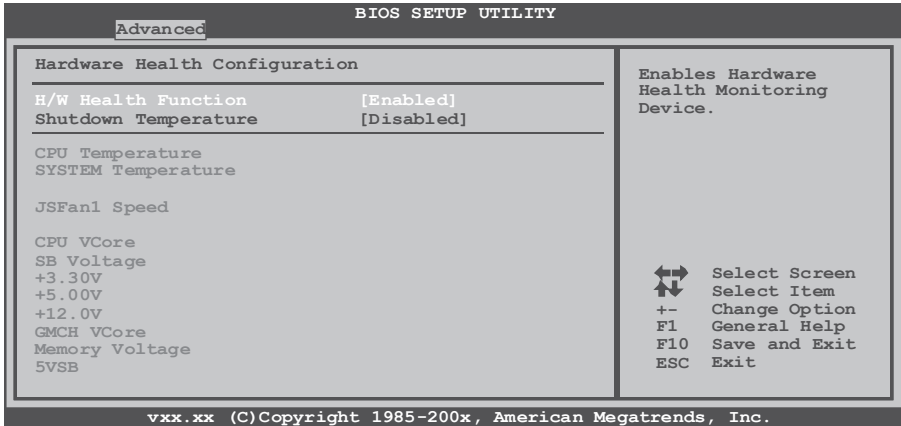 BIOS SETUP UTILITY
Advanced
Hardware Health Configuration
H/W Health Function [Enabled]
Shutdown Temperature [Disabled]
CPU Temperature
SYSTEM Temperature
JSFan1 Speed
CPU VCore
SB Voltage
+3.30V
+5.00V
+12.0V
GMCH VCore
Memory Voltage
5VSB
Enables Hardware
Health Monitoring
Device.
Select Screen
Select Item
+- Change Option
F1 General Help
F10 Save and Exit
ESC Exit
vxx.xx (C)Copyright 1985-200x, American Megatrends, Inc.